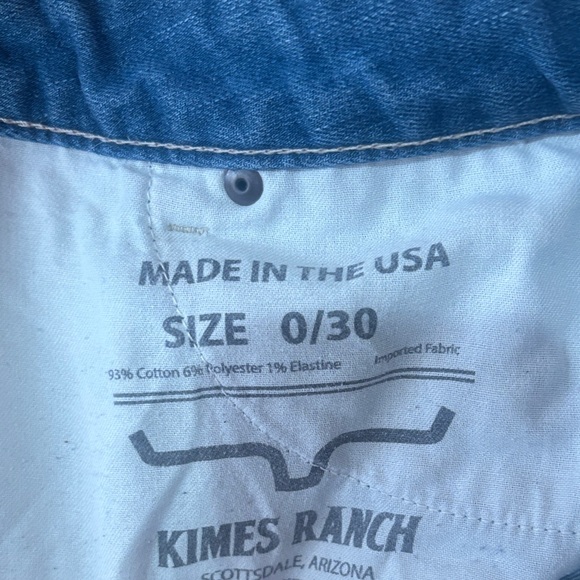 MADE IN THE USA
SIZE 0/30
93% Cotton 6% Polyester 1% Elastine Imported Fabric
KIMES RANCH
SCOTTSDALE, ARIZONA